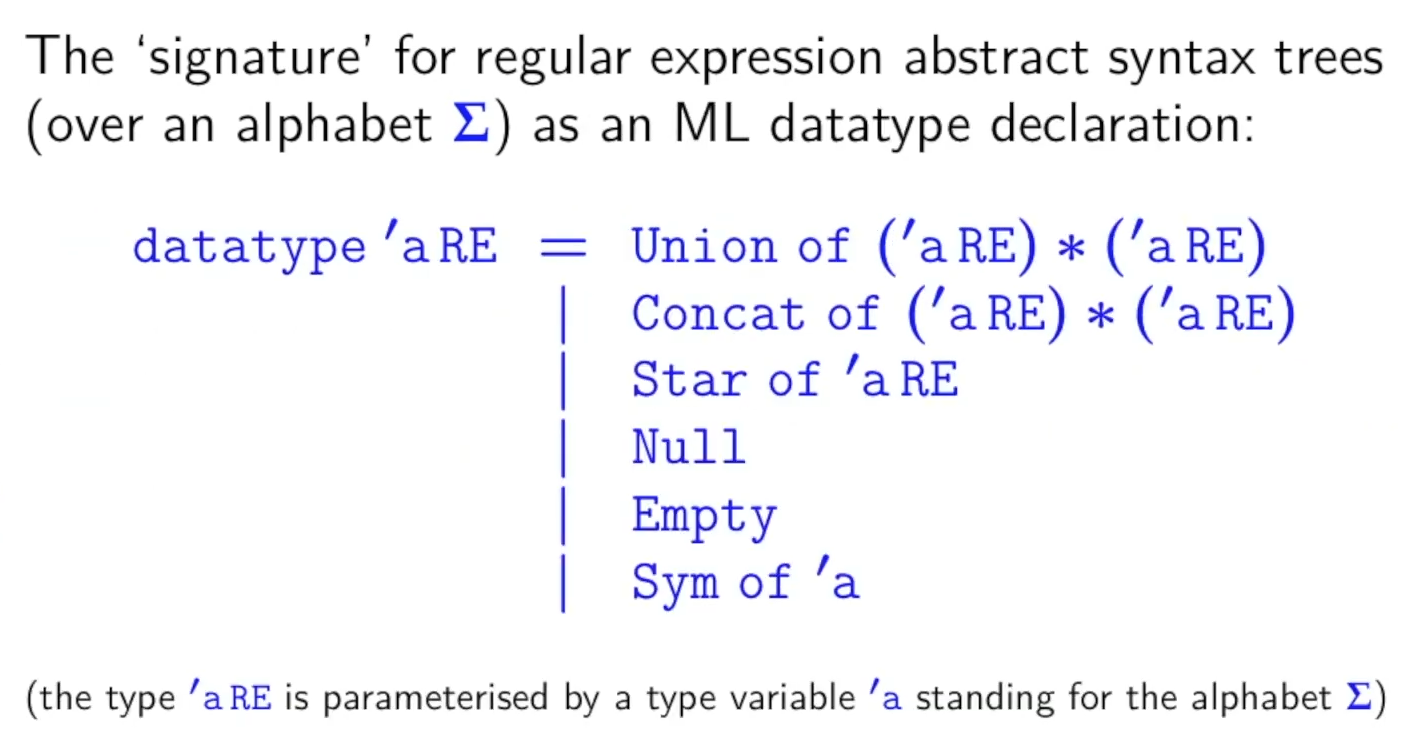 The ‘signature’ for regular expression abstract syntax trees
(over an alphabet Σ) as an ML datatype declaration:
datatype ′a RE = Union of (′a RE) ∗ (′a RE)
| Concat of (′a RE) ∗ (′a RE)
| Star of ′a RE
| Null
| Empty
| Sym of ′a
(the type ′a RE is parameterised by a type variable ′a standing for the alphabet Σ)